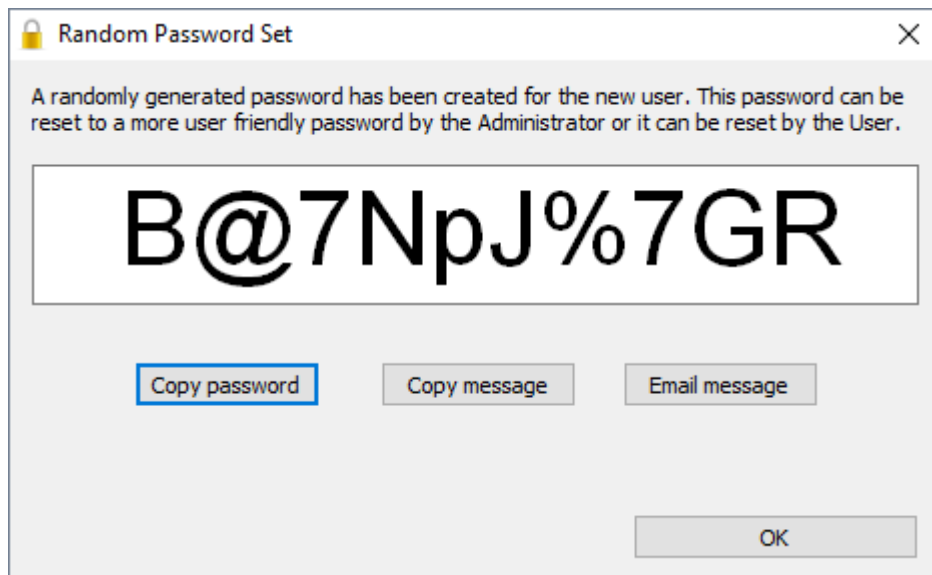 Random Password Set
A randomly generated password has been created for the new user. This password can be
reset to a more user friendly password by the Administrator or it can be reset by the User.
B@7NpJ%7GR
Copy password
Copy message
Email message
OK